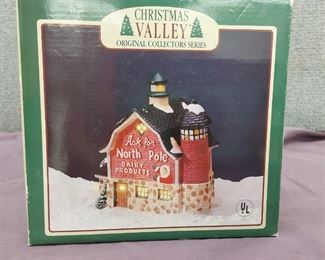 CHRISTMAS
VALLEY
ORIGINAL COLLECTORS SERIES
Ask for
North Pole
DAIRY
PRODUCTS
UL